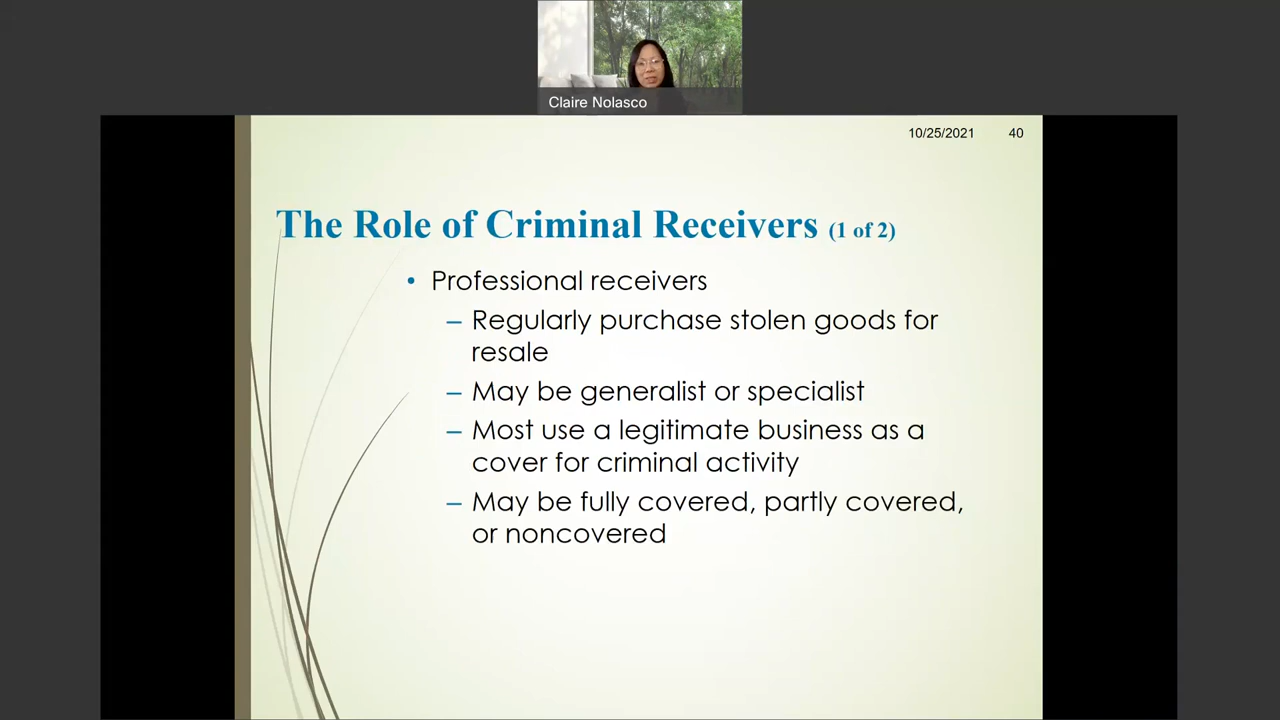 Claire Nolasco
10/25/2021 40
The Role of Criminal Receivers (1 of 2)
• Professional receivers
– Regularly purchase stolen goods for
resale
– May be generalist or specialist
– Most use a legitimate business as a
cover for criminal activity
– May be fully covered, partly covered,
or noncovered